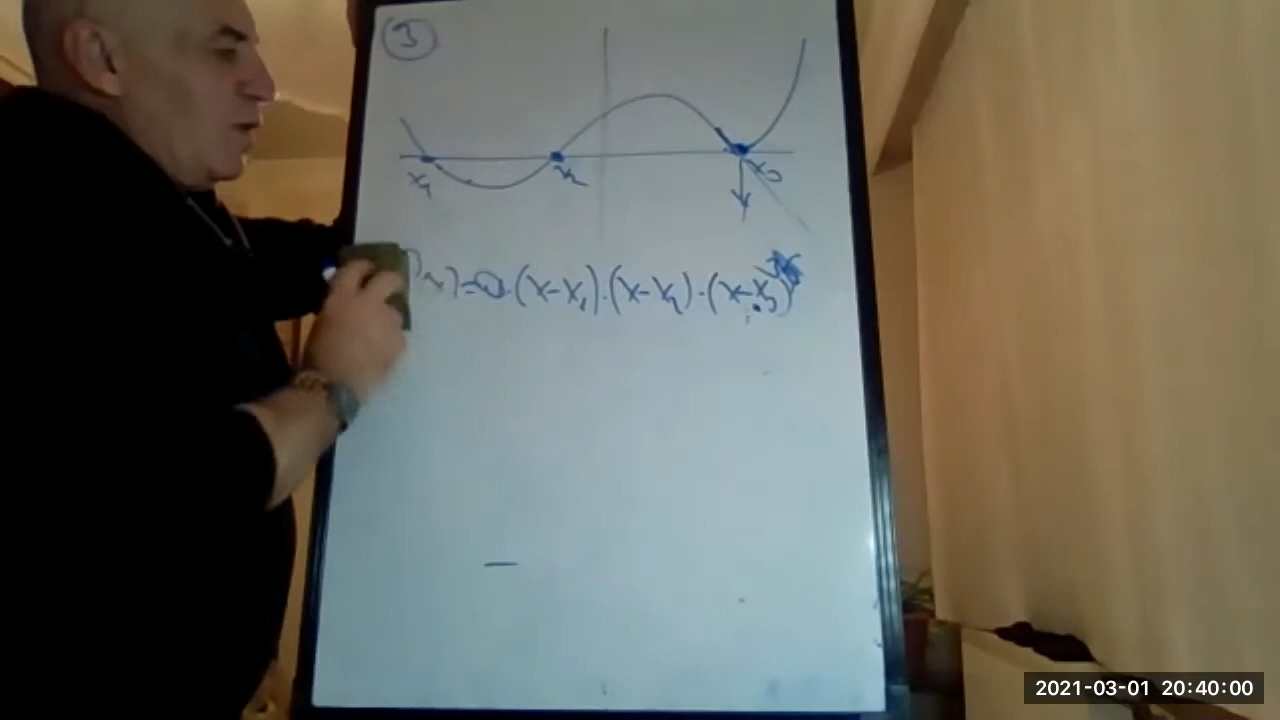 3
x₁ x₂ x₃
P(x)=a·(x-x₁)·(x-x₂)·(x-x₃)
2021-03-01 20:40:00